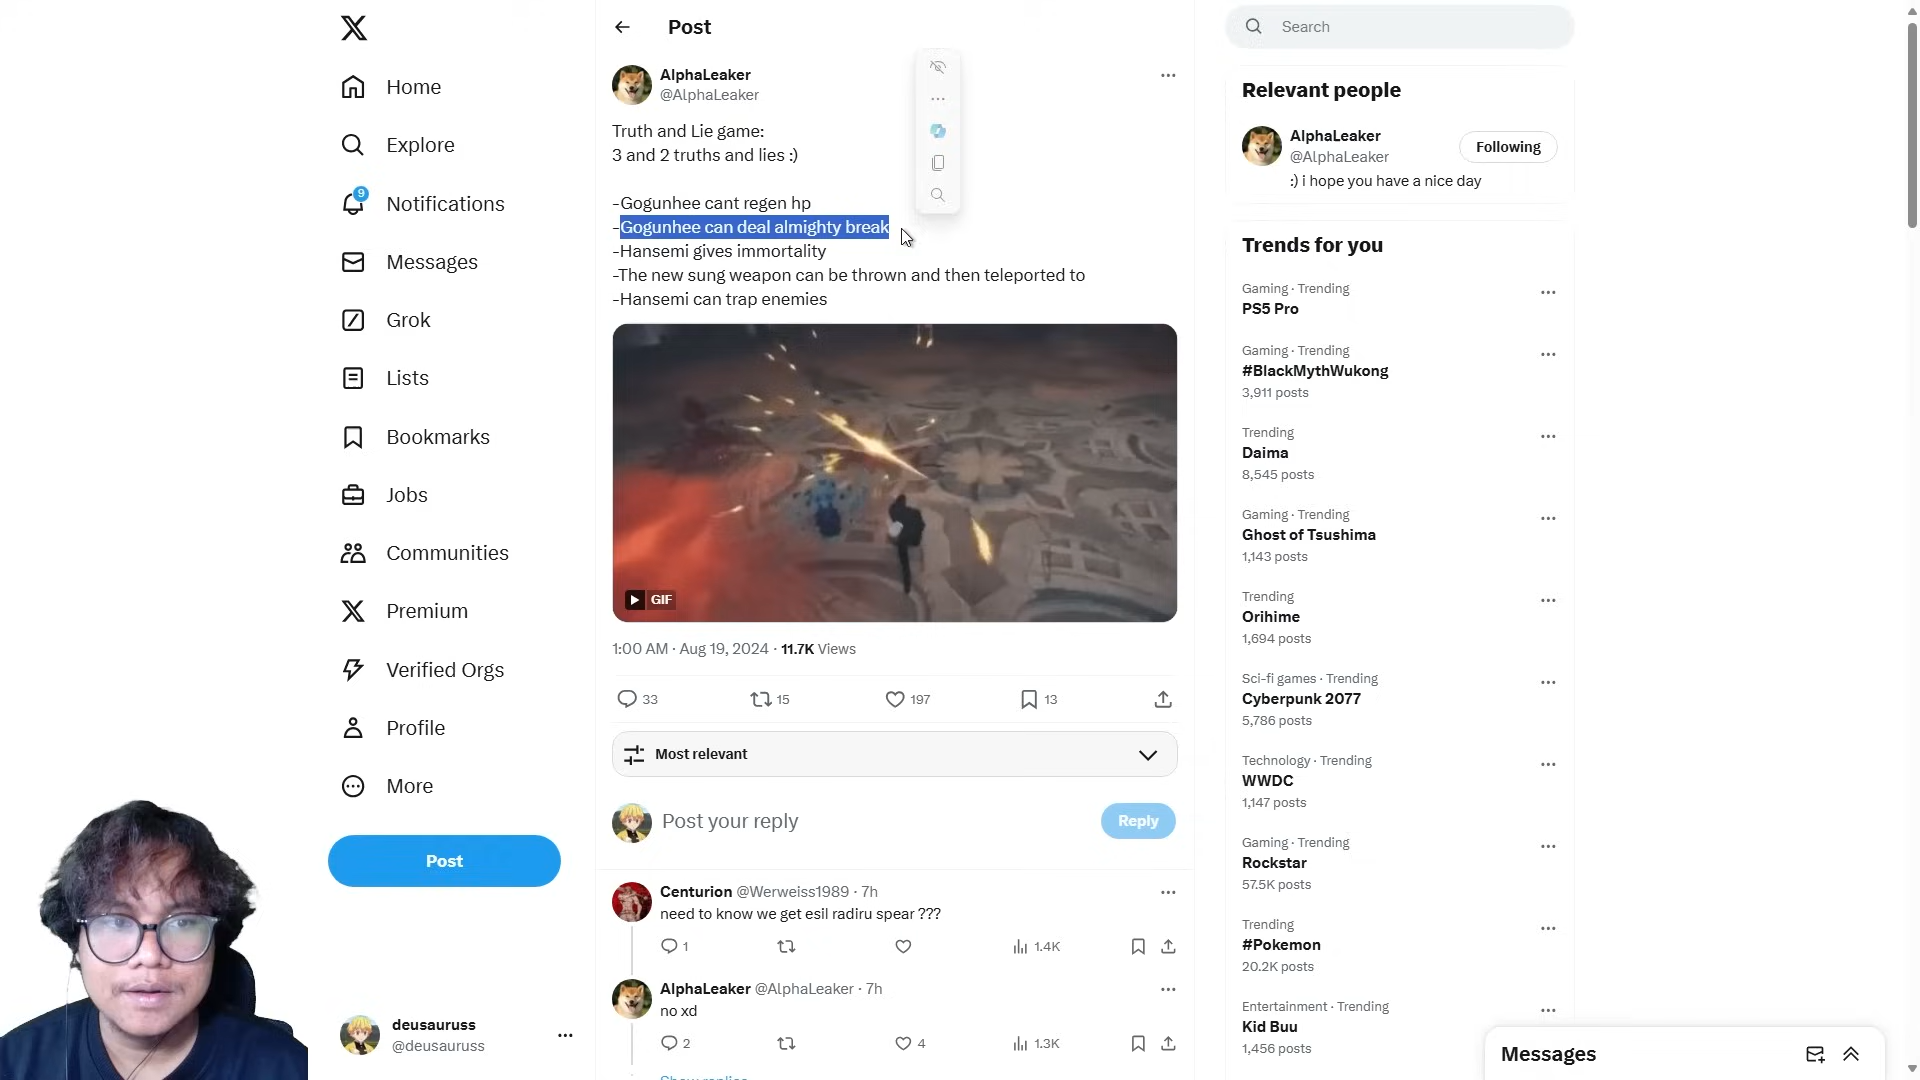 Home
Explore
9
Notifications
Messages
Grok
Lists
Bookmarks
Jobs
Communities
Premium
Verified Orgs
Profile
More
Post
deusauruss
@deusauruss
Post
AlphaLeaker
@AlphaLeaker
Truth and Lie game:
3 and 2 truths and lies :)
-Gogunhee cant regen hp
-Gogunhee can deal almighty break
-Hansemi gives immortality
-The new sung weapon can be thrown and then teleported to
-Hansemi can trap enemies
GIF
1:00 AM · Aug 19, 2024 · 11.7K Views
33 15 197 13
Most relevant
Post your reply
Reply
Centurion @Werweiss1989 · 7h
need to know we get esil radiru spear ???
1 1.4K
AlphaLeaker @AlphaLeaker · 7h
no xd
2 4 1.3K
Show replies
Search
Relevant people
AlphaLeaker
@AlphaLeaker
Following
:) i hope you have a nice day
Trends for you
Gaming · Trending
PS5 Pro
Gaming · Trending
#BlackMythWukong
3,911 posts
Trending
Daima
8,545 posts
Gaming · Trending
Ghost of Tsushima
1,143 posts
Trending
Orihime
1,694 posts
Sci-fi games · Trending
Cyberpunk 2077
5,786 posts
Technology · Trending
WWDC
1,147 posts
Gaming · Trending
Rockstar
57.5K posts
Trending
#Pokemon
20.2K posts
Entertainment · Trending
Kid Buu
1,456 posts
Messages